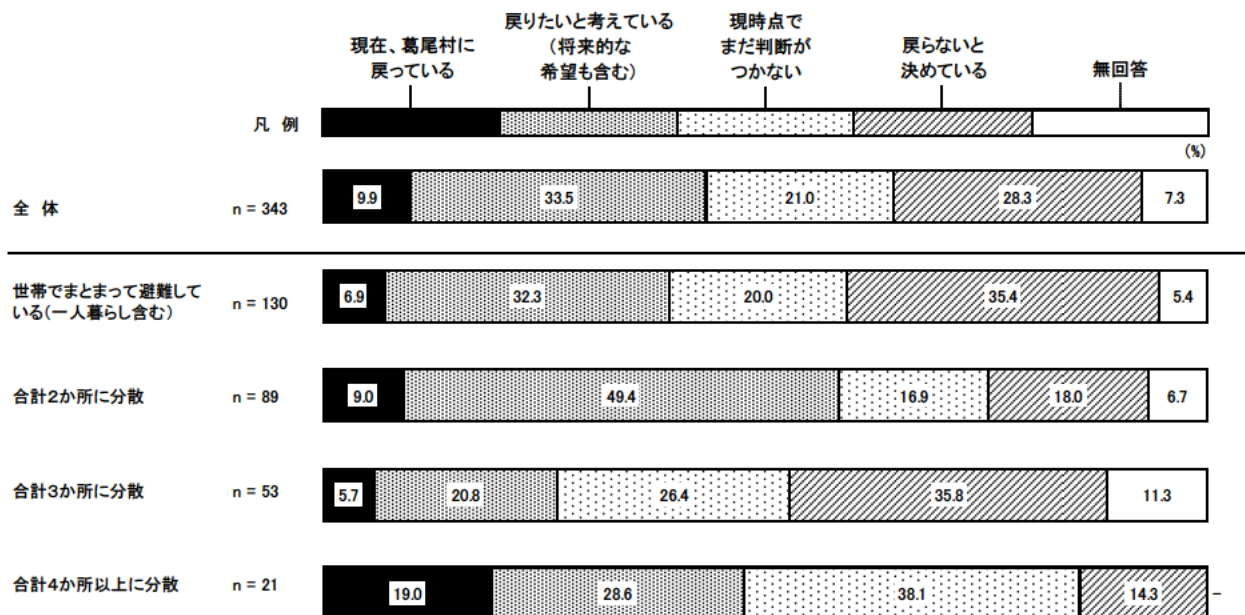 現在、葛尾村に
戻っている
戻りたいと考えている
(将来的な
希望も含む)
現時点で
まだ判断が
つかない
戻らないと
決めている
無回答
凡 例
(%)
全 体 n = 343 9.9 33.5 21.0 28.3 7.3
世帯でまとまって避難して
いる(一人暮らし含む) n = 130 6.9 32.3 20.0 35.4 5.4
合計2か所に分散 n = 89 9.0 49.4 16.9 18.0 6.7
合計3か所に分散 n = 53 5.7 20.8 26.4 35.8 11.3
合計4か所以上に分散 n = 21 19.0 28.6 38.1 14.3 -